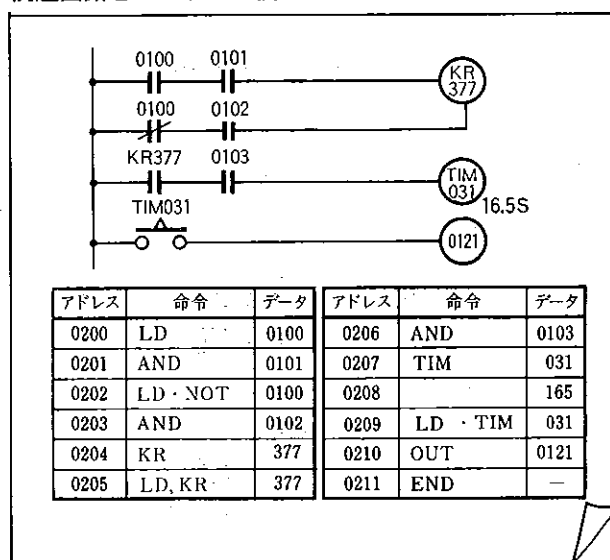 0100 0101
KR
377
0100 0102
KR377 0103
TIM
031
16.5S
TIM031
0121
アドレス 命令 データ アドレス 命令 データ
0200 LD 0100 0206 AND 0103
0201 AND 0101 0207 TIM 031
0202 LD・NOT 0100 0208 165
0203 AND 0102 0209 LD・TIM 031
0204 KR 377 0210 OUT 0121
0205 LD, KR 377 0211 END —